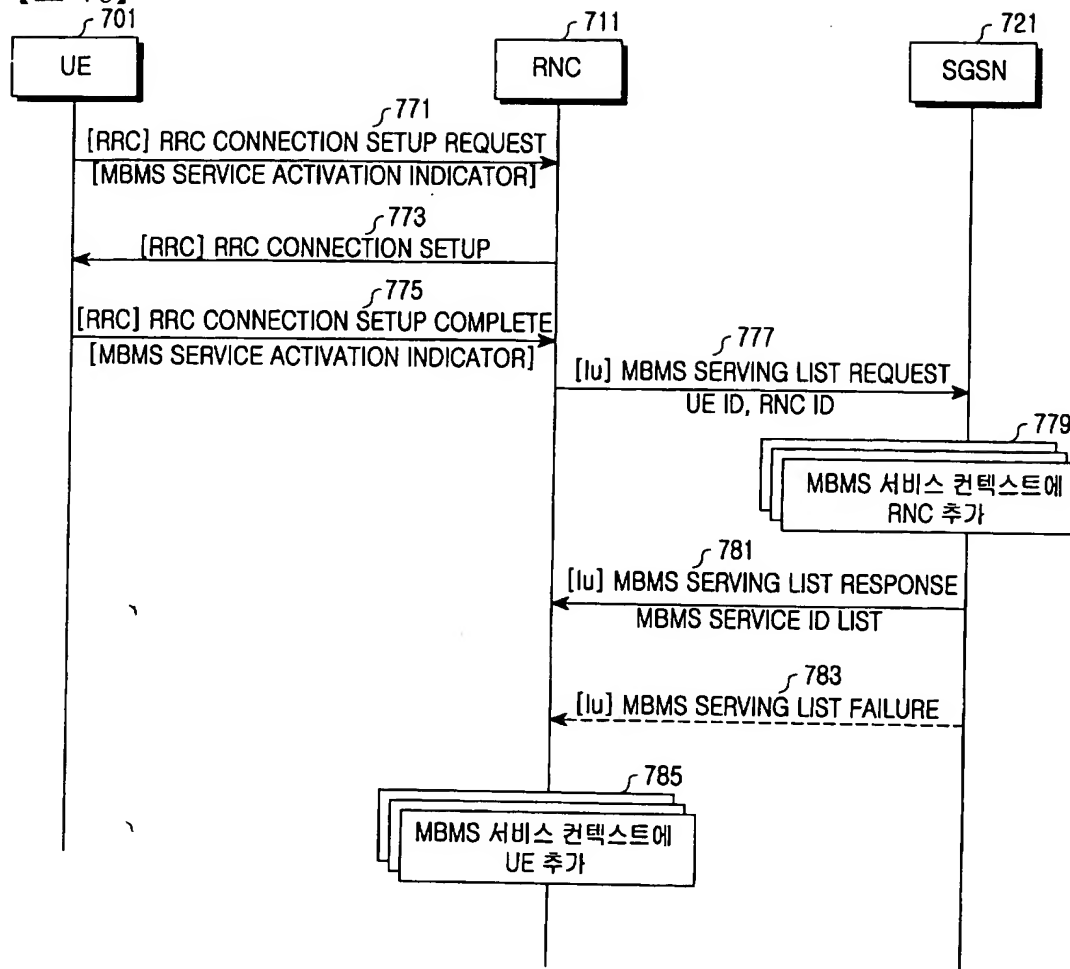 701
711
721
UE
RNC
SGSN
771
[RRC] RRC CONNECTION SETUP REQUEST
[MBMS SERVICE ACTIVATION INDICATOR]
773
[RRC] RRC CONNECTION SETUP
775
[RRC] RRC CONNECTION SETUP COMPLETE
[MBMS SERVICE ACTIVATION INDICATOR]
777
[Iu] MBMS SERVING LIST REQUEST
UE ID, RNC ID
779
MBMS 서비스 컨텍스트에
RNC 추가
781
[Iu] MBMS SERVING LIST RESPONSE
MBMS SERVICE ID LIST
783
[Iu] MBMS SERVING LIST FAILURE
785
MBMS 서비스 컨텍스트에
UE 추가